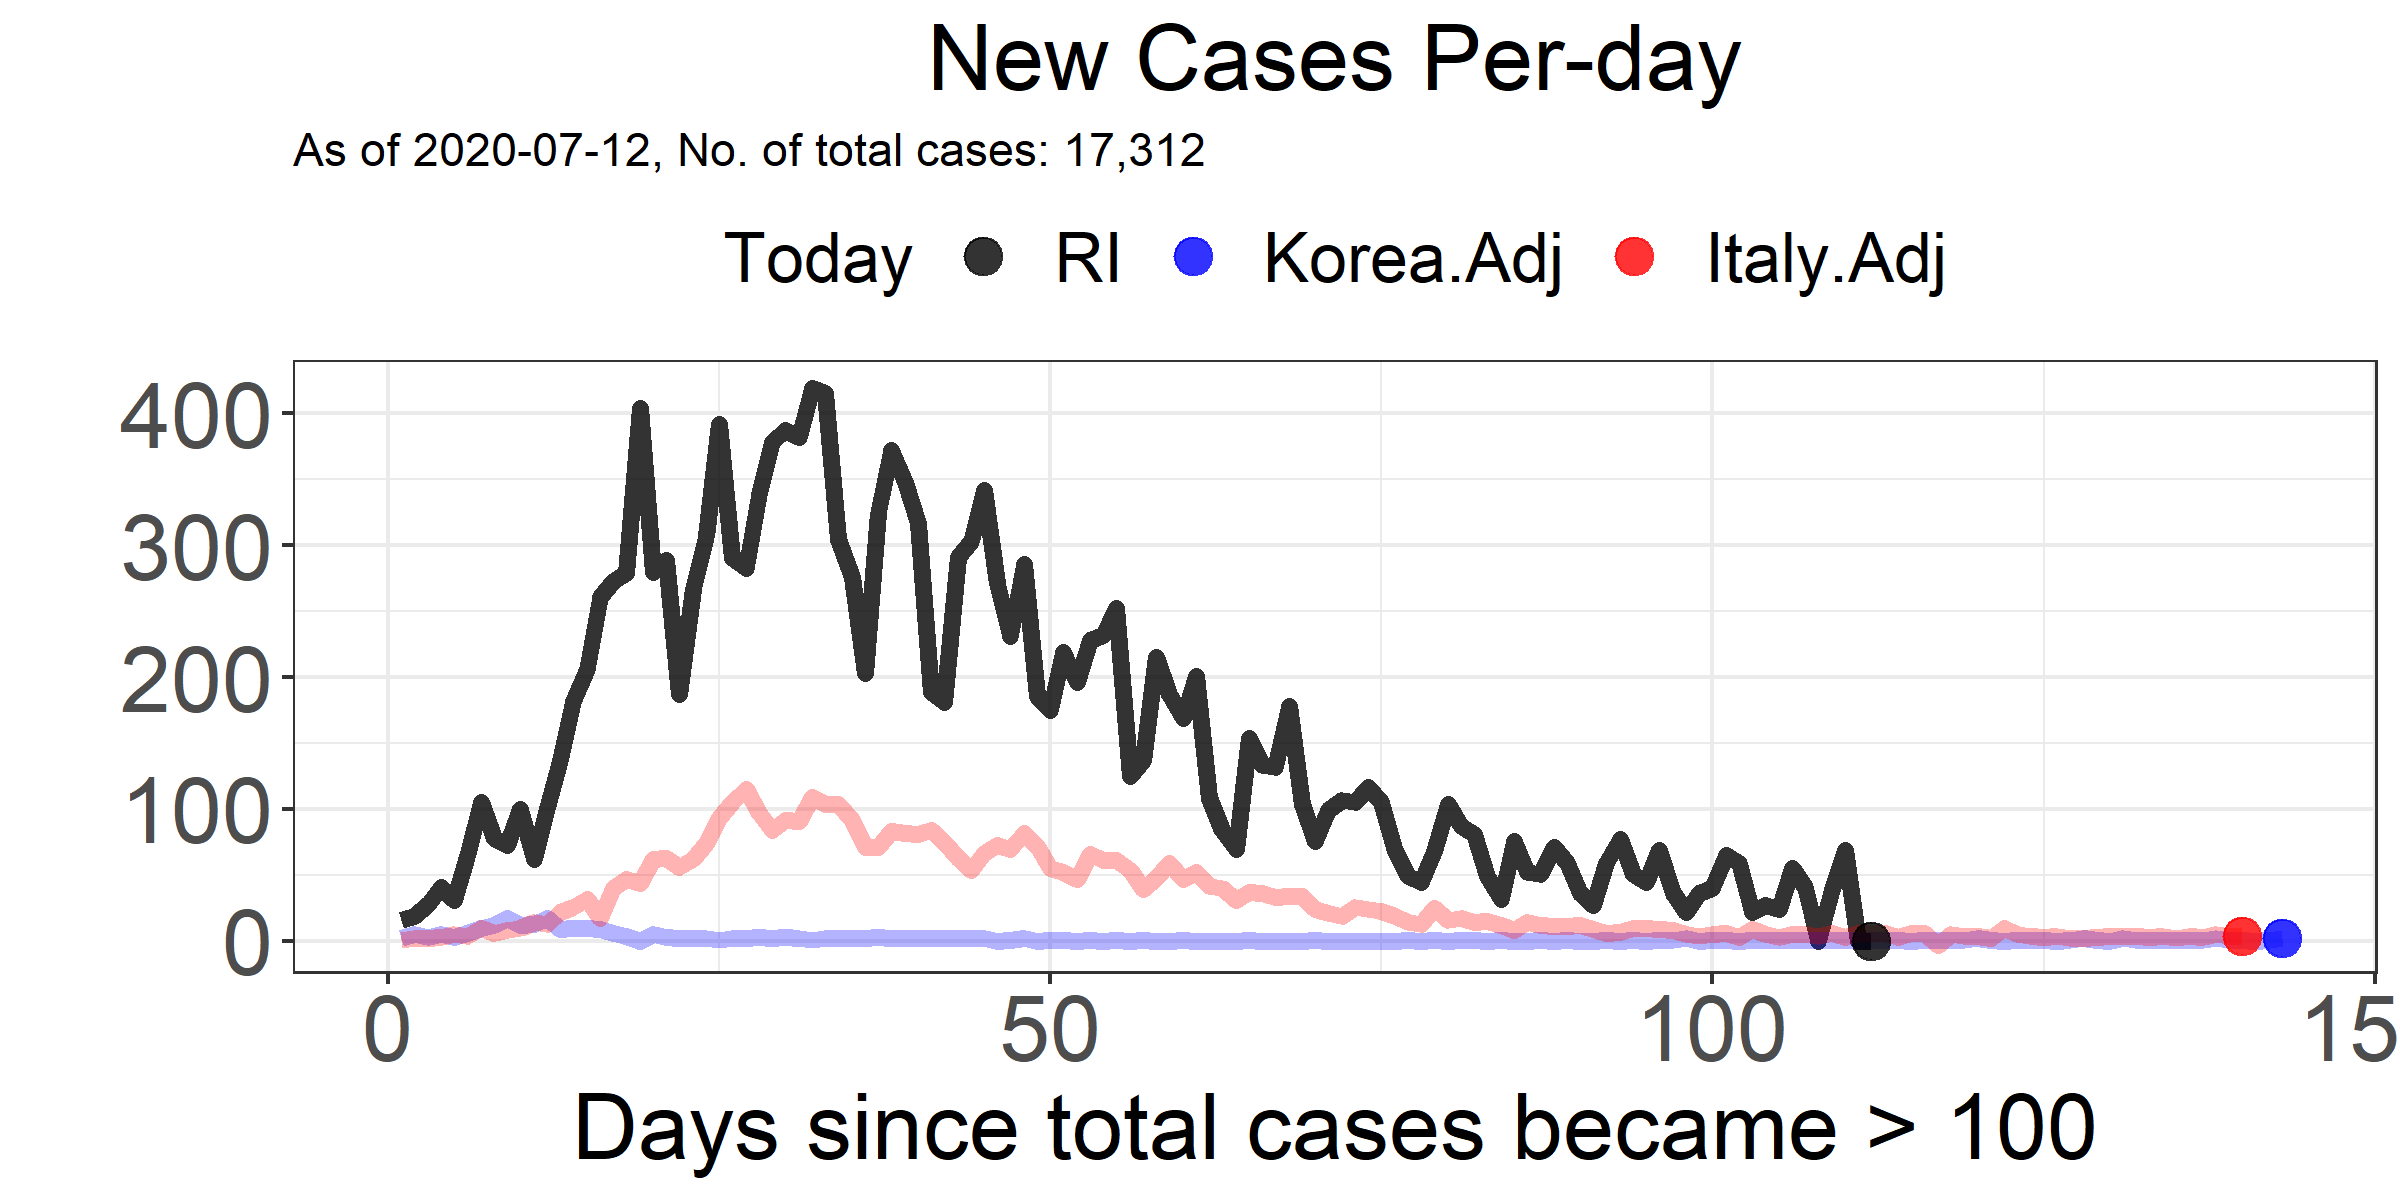 New Cases Per-day
As of 2020-07-12, No. of total cases: 17,312
Today RI Korea.Adj Italy.Adj
400
300
200
100
0
0 50 100 15
Days since total cases became > 100